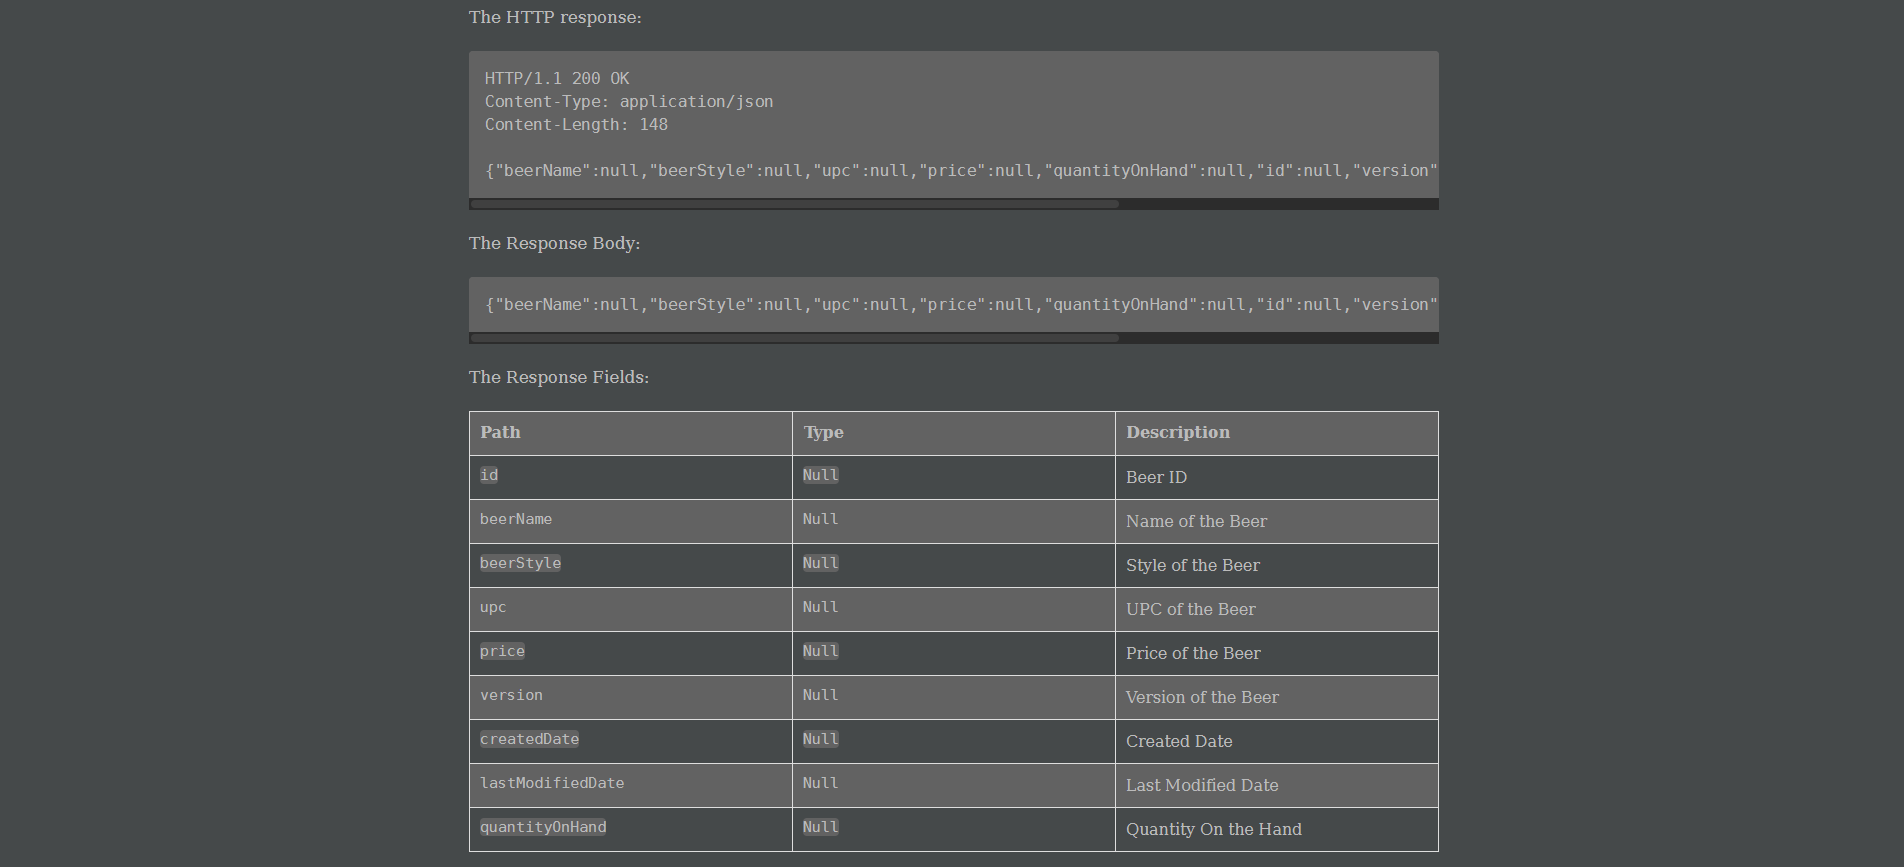 The HTTP response:
HTTP/1.1 200 OK
Content-Type: application/json
Content-Length: 148
{"beerName":null,"beerStyle":null,"upc":null,"price":null,"quantityOnHand":null,"id":null,"version"
The Response Body:
{"beerName":null,"beerStyle":null,"upc":null,"price":null,"quantityOnHand":null,"id":null,"version"
The Response Fields:
Path Type Description
id Null Beer ID
beerName Null Name of the Beer
beerStyle Null Style of the Beer
upc Null UPC of the Beer
price Null Price of the Beer
version Null Version of the Beer
createdDate Null Created Date
lastModifiedDate Null Last Modified Date
quantityOnHand Null Quantity On the Hand